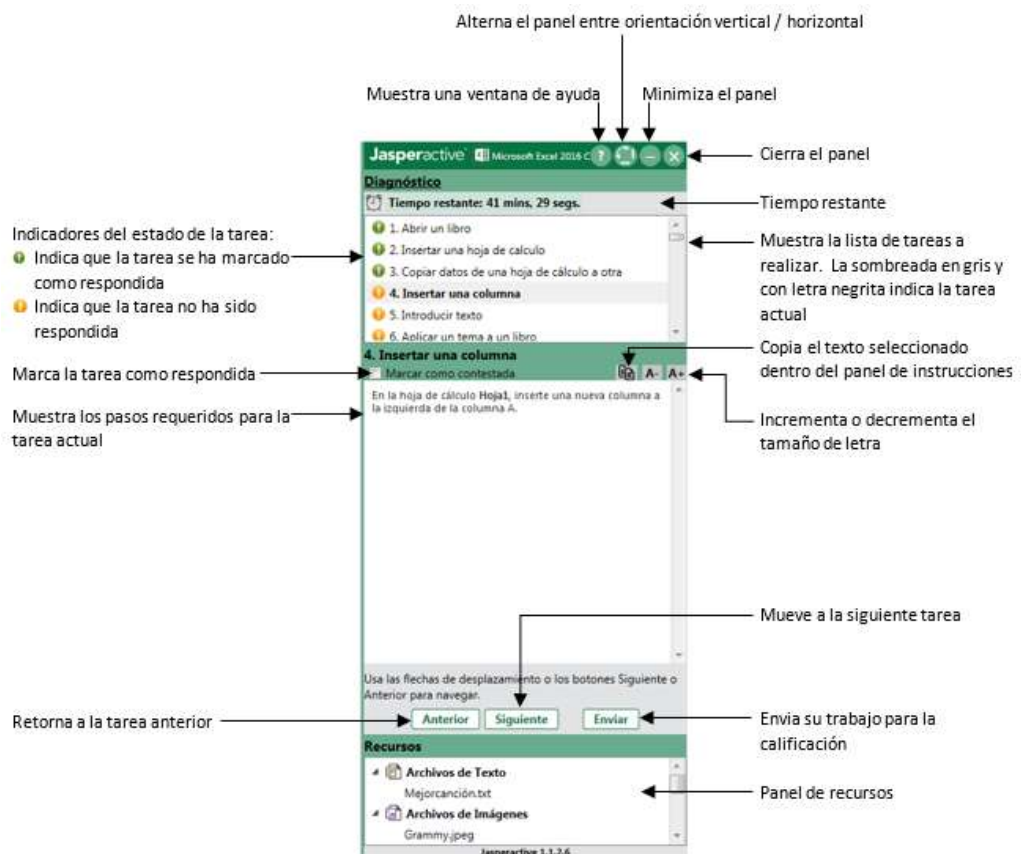 Alterna el panel entre orientación vertical / horizontal
Muestra una ventana de ayuda
Minimiza el panel
Jasperactive Microsoft Excel 2016 C
Cierra el panel
Diagnóstico
Tiempo restante: 41 mins, 29 segs.
Tiempo restante
Indicadores del estado de la tarea:
Indica que la tarea se ha marcado
como respondida
Indica que la tarea no ha sido
respondida
1. Abrir un libro
2. Insertar una hoja de calculo
3. Copiar datos de una hoja de cálculo a otra
4. Insertar una columna
5. Introducir texto
6. Aplicar un tema a un libro
Muestra la lista de tareas a
realizar. La sombreada en gris y
con letra negrita indica la tarea
actual
4. Insertar una columna
Marcar como contestada
A- A+
Copia el texto seleccionado
dentro del panel de instrucciones
Marca la tarea como respondida
Muestra los pasos requeridos para la
tarea actual
En la hoja de cálculo Hoja1, inserte una nueva columna a
la izquierda de la columna A.
Incrementa o decrementa el
tamaño de letra
Mueve a la siguiente tarea
Usa las flechas de desplazamiento o los botones Siguiente o
Anterior para navegar.
Retorna a la tarea anterior
Anterior Siguiente Enviar
Envia su trabajo para la
calificación
Recursos
Archivos de Texto
Mejorcanción.txt
Archivos de Imágenes
Grammy.jpeg
Panel de recursos
Jasperactive 1.1-2.6